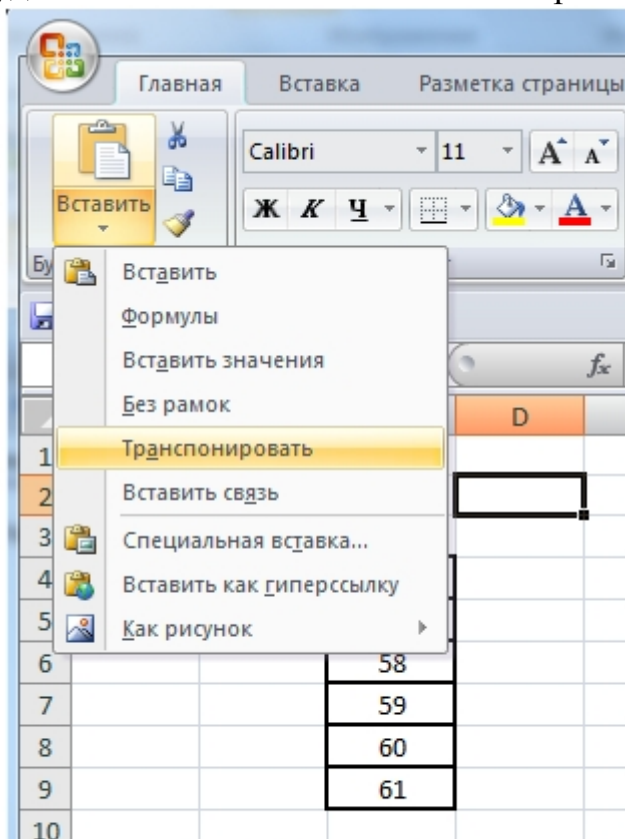 Главная Вставка Разметка страницы
Calibri 11 А А
Вставить
Ж К Ч А
Бу
Вставить
Формулы
Вставить значения
Без рамок
Транспонировать
Вставить связь
Специальная вставка...
Вставить как гиперссылку
Как рисунок
fx
D
1
2
3
4
5
6 58
7 59
8 60
9 61
10